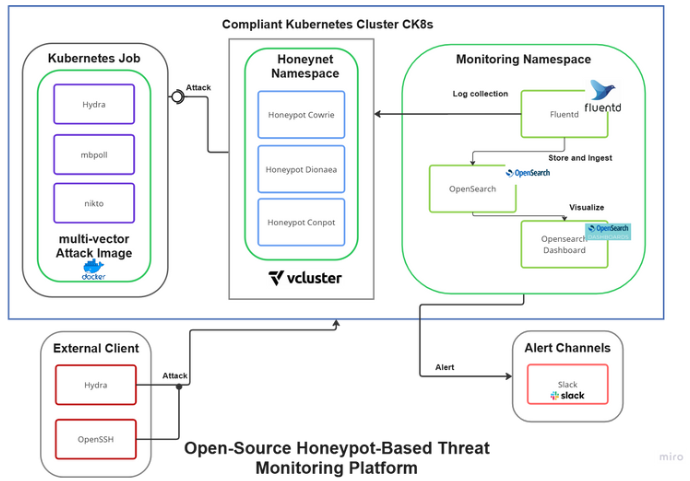 Compliant Kubernetes Cluster CK8s
Kubernetes Job
Hydra
mbpoll
nikto
multi-vector
Attack Image
docker
Attack
Honeynet
Namespace
Honeypot Cowrie
Honeypot Dionaea
Honeypot Conpot
vcluster
Monitoring Namespace
Log collection
Fluentd
fluentd
Store and Ingest
OpenSearch
OpenSearch
Visualize
OpenSearch
Opensearch
Dashboard
External Client
Hydra
OpenSSH
Attack
Alert
Alert Channels
Slack
slack
Open-Source Honeypot-Based Threat
Monitoring Platform
miro